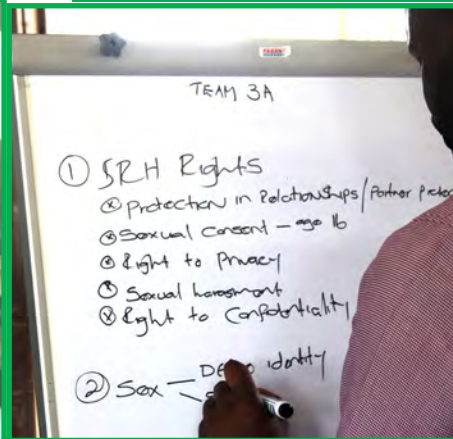 TEAM 3A
① SRH Rights
ⓧ Protection in Relationships/Partner
ⓧ Sexual Consent – age 16
ⓧ Right to Privacy
ⓧ Sexual harassment
ⓧ Right to Confidentiality
② Sex – identity